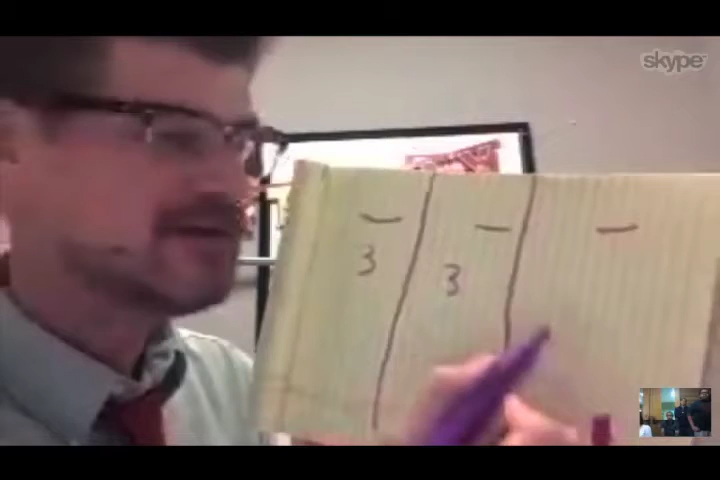 skype
— — —
3 3